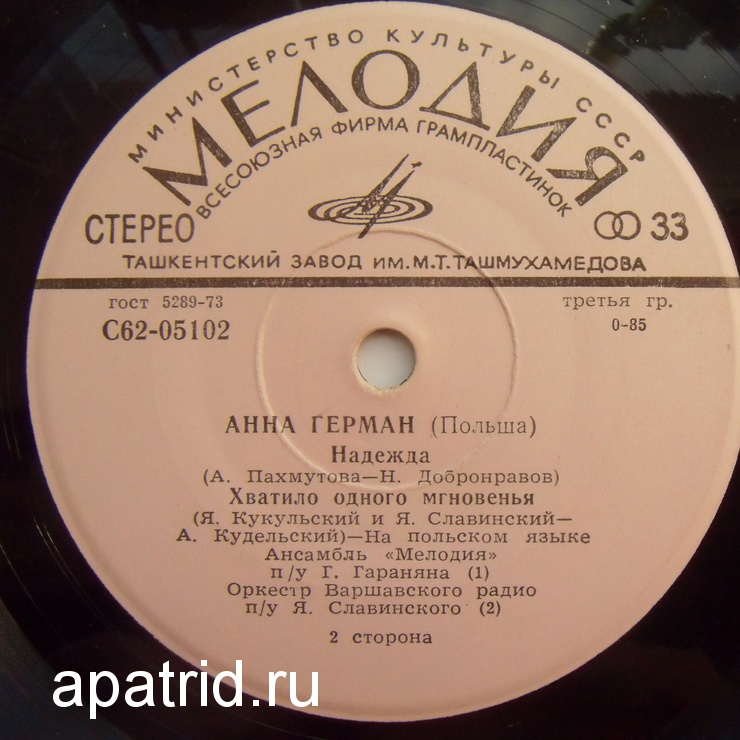 МИНИСТЕРСТВО КУЛЬТУРЫ СССР
МЕЛОДИЯ
ВСЕСОЮЗНАЯ ФИРМА ГРАМПЛАСТИНОК
СТЕРЕО
33
ТАШКЕНТСКИЙ ЗАВОД ИМ. М.Т. ТАШМУХАМЕДОВА
гост 5289-73
третья гр.
С62-05102
0-85
АННА ГЕРМАН (Польша)
Надежда
(А. Пахмутова—Н. Добронравов)
Хватило одного мгновенья
(Я. Кукульский и Я. Славинский—
А. Кудельский)—На польском языке
Ансамбль «Мелодия»
п/у Г. Гараняна (1)
Оркестр Варшавского радио
п/у Я. Славинского (2)
2 сторона
apatrid.ru